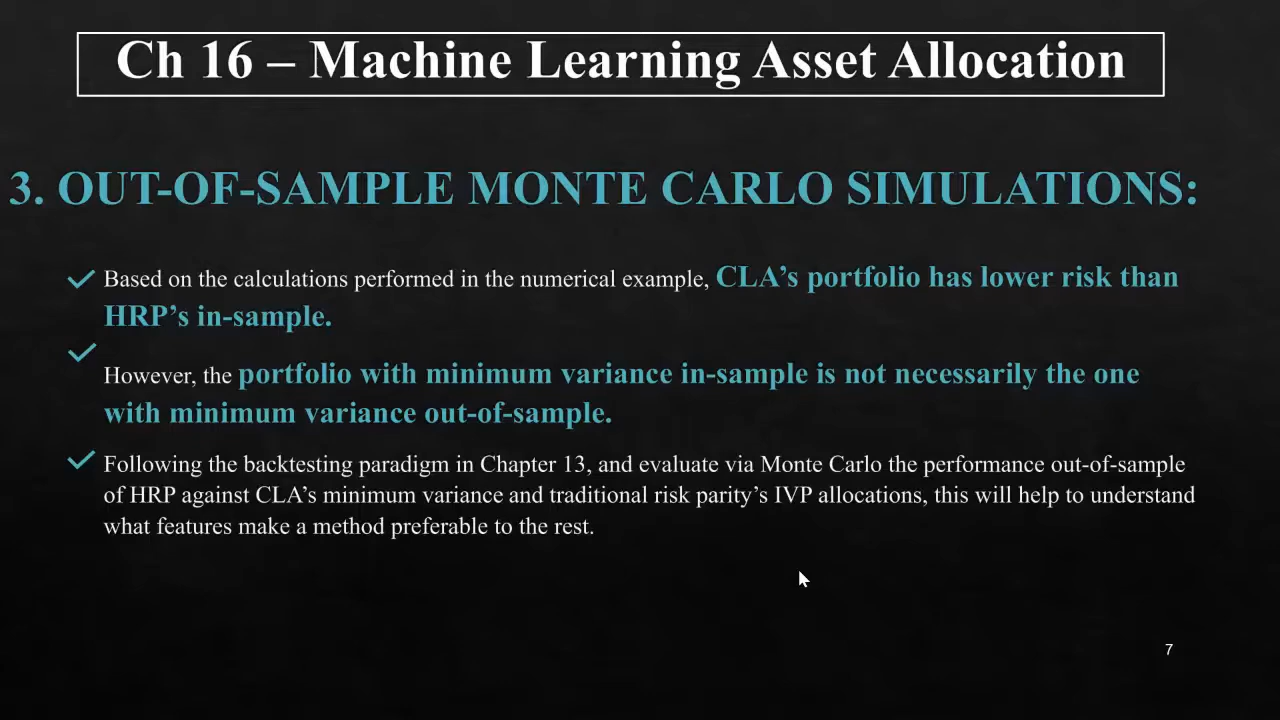 Ch 16 – Machine Learning Asset Allocation
3. OUT-OF-SAMPLE MONTE CARLO SIMULATIONS:
Based on the calculations performed in the numerical example, CLA’s portfolio has lower risk than
HRP’s in-sample.
However, the portfolio with minimum variance in-sample is not necessarily the one
with minimum variance out-of-sample.
Following the backtesting paradigm in Chapter 13, and evaluate via Monte Carlo the performance out-of-sample
of HRP against CLA’s minimum variance and traditional risk parity’s IVP allocations, this will help to understand
what features make a method preferable to the rest.
7